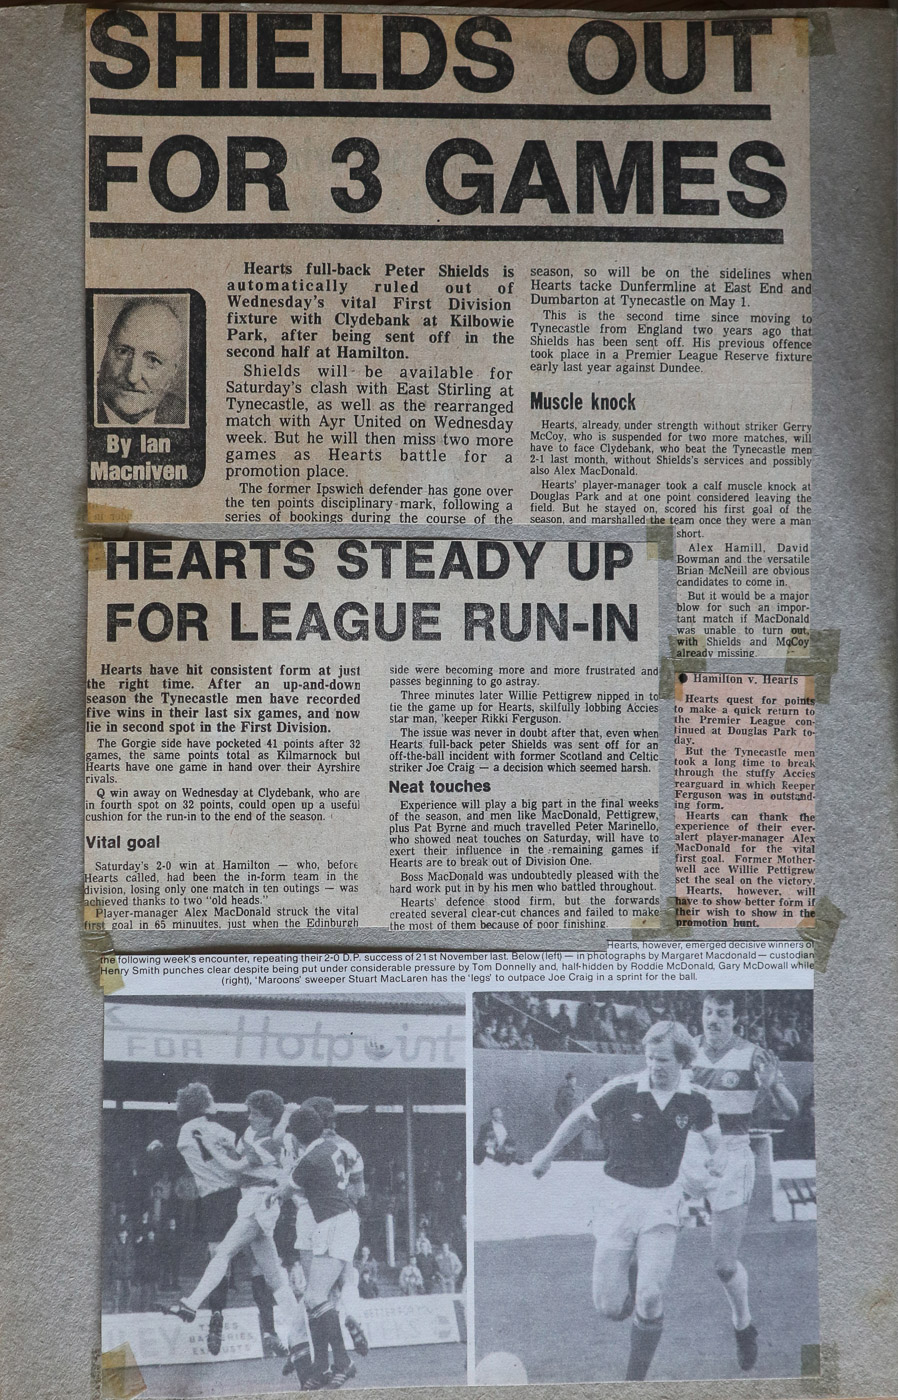 SHIELDS OUT
FOR 3 GAMES
By Ian
Macniven
Hearts full-back Peter Shields is
automatically ruled out of
Wednesday's vital First Division
fixture with Clydebank at Kilbowie
Park, after being sent off in the
second half at Hamilton.
Shields will be available for
Saturday's clash with East Stirling at
Tynecastle, as well as the rearranged
match with Ayr United on Wednesday
week. But he will then miss two more
games as Hearts battle for a
promotion place.
The former Ipswich defender has gone over
the ten points disciplinary mark, following a
series of bookings during the course of the
season, so will be on the sidelines when
Hearts tacke Dunfermline at East End and
Dumbarton at Tynecastle on May 1.
This is the second time since moving to
Tynecastle from England two years ago that
Shields has been sent off. His previous offence
took place in a Premier League Reserve fixture
early last year against Dundee.
Muscle knock
Hearts, already, under strength without striker Gerry
McCoy, who is suspended for two more matches, will
have to face Clydebank, who beat the Tynecastle men
2-1 last month, without Shields's services and possibly
also Alex MacDonald.
Hearts' player-manager took a calf muscle knock at
Douglas Park and at one point considered leaving the
field. But he stayed on, scored his first goal of the
season, and marshalled the team once they were a man
short.
Alex Hamill, David
Bowman and the versatile
Brian McNeill are obvious
candidates to come in.
But it would be a major
blow for such an impor-
tant match if MacDonald
was unable to turn out,
with Shields and McCoy
already missing.
HEARTS STEADY UP
FOR LEAGUE RUN-IN
Hearts have hit consistent form at just
the right time. After an up-and-down
season the Tynecastle men have recorded
five wins in their last six games, and now
lie in second spot in the First Division.
The Gorgie side have pocketed 41 points after 32
games, the same points total as Kilmarnock but
Hearts have one game in hand over their Ayrshire
rivals.
Q win away on Wednesday at Clydebank, who are
in fourth spot on 32 points, could open up a useful
cushion for the run-in to the end of the season.
Vital goal
Saturday's 2-0 win at Hamilton — who, before
Hearts called, had been the in-form team in the
division, losing only one match in ten outings — was
achieved thanks to two "old heads."
Player-manager Alex MacDonald struck the vital
first goal in 65 minuites, just when the Edinburgh
side were becoming more and more frustrated and
passes beginning to go astray.
Three minutes later Willie Pettigrew nipped in to
tie the game up for Hearts, skilfully lobbing Accies
star man, 'keeper Rikki Ferguson.
The issue was never in doubt after that, even when
Hearts full-back peter Shields was sent off for an
off-the-ball incident with former Scotland and Celtic
striker Joe Craig — a decision which seemed harsh.
Neat touches
Experience will play a big part in the final weeks
of the season, and men like MacDonald, Pettigrew,
plus Pat Byrne and much travelled Peter Marinello,
who showed neat touches on Saturday, will have to
exert their influence in the remaining games if
Hearts are to break out of Division One.
Boss MacDonald was undoubtedly pleased with the
hard work put in by his men who battled throughout.
Hearts' defence stood firm, but the forwards
created several clear-cut chances and failed to make
the most of them because of poor finishing.
● Hamilton v. Hearts
Hearts quest for points
to make a quick return to
the Premier League con-
tinued at Douglas Park to-
day.
But the Tynecastle men
took a long time to break
through the stuffy Accies
rearguard in which keeper
Ferguson was in outstand-
ing form.
Hearts can thank the
experience of their ever-
alert player-manager Alex
MacDonald for the vital
first goal. Former Mother-
well ace Willie Pettigrew
set the seal on the victory.
Hearts, however, will
have to show better form if
their wish to show in the
promotion hunt.
Hearts, however, emerged decisive winners of
the following week's encounter, repeating their 2-0 D.P. success of 21st November last. Below (left) — in photographs by Margaret Macdonald — custodian
Henry Smith punches clear despite being put under considerable pressure by Tom Donnelly and, half-hidden by Roddie McDonald, Gary McDowall while
(right), 'Maroons' sweeper Stuart MacLaren has the 'legs' to outpace Joe Craig in a sprint for the ball.
FOR Hotpoint
5
TYRES
BATTERIES
EXHAUSTS